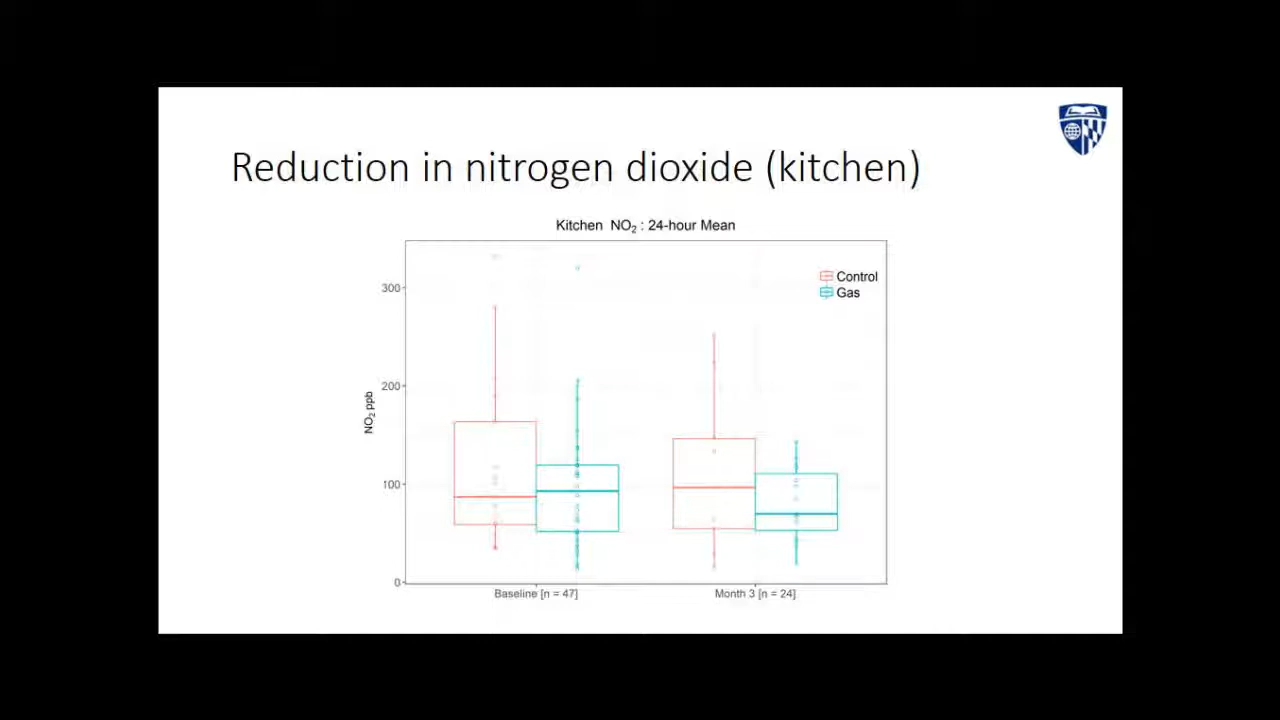 Reduction in nitrogen dioxide (kitchen)
Kitchen NO₂ : 24-hour Mean
Control
Gas
300
200
100
0
NO₂ ppb
Baseline [n = 47]
Month 3 [n = 24]